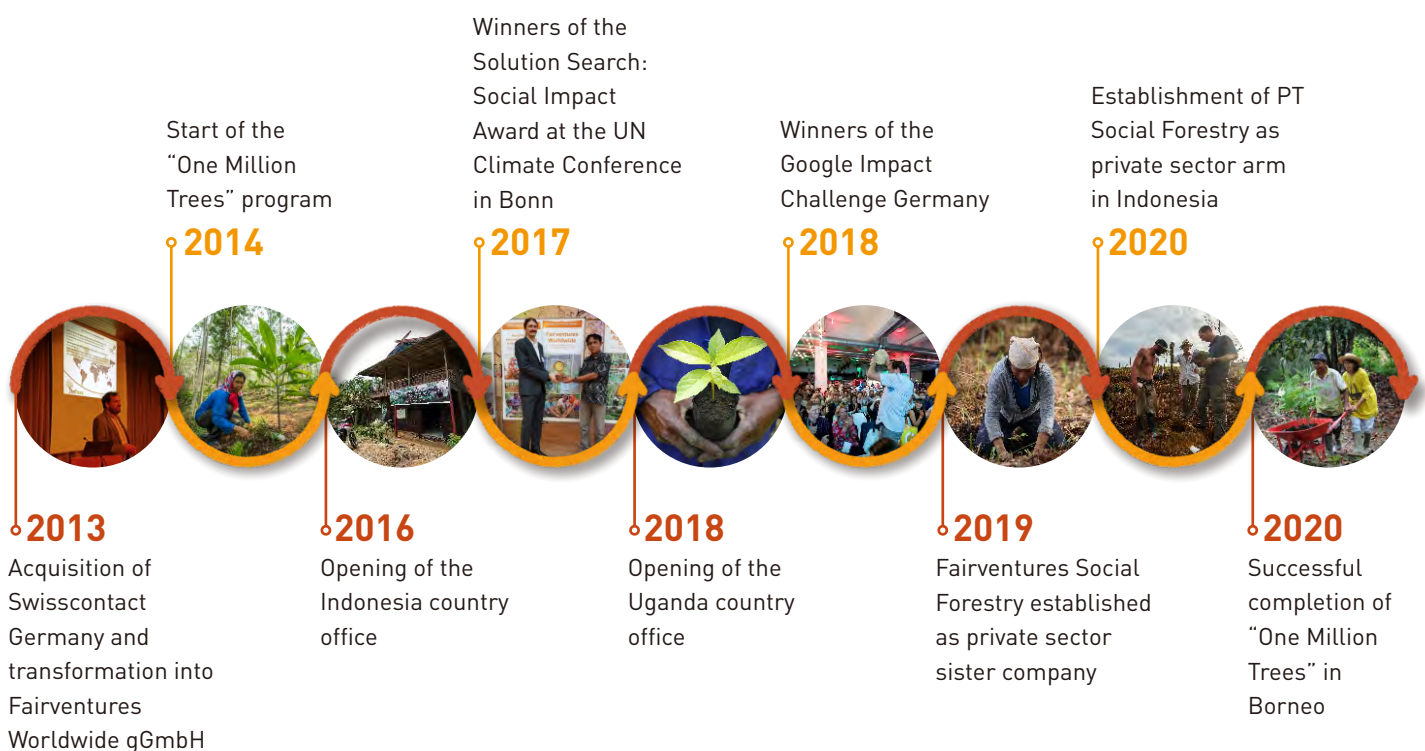 2013
Acquisition of
Swisscontact
Germany and
transformation into
Fairventures
Worldwide gGmbH
Start of the
“One Million
Trees” program
2014
2016
Opening of the
Indonesia country
office
Winners of the
Solution Search:
Social Impact
Award at the UN
Climate Conference
in Bonn
2017
Fairventures
Worldwide
2018
Opening of the
Uganda country
office
Winners of the
Google Impact
Challenge Germany
2018
2019
Fairventures Social
Forestry established
as private sector
sister company
Establishment of PT
Social Forestry as
private sector arm
in Indonesia
2020
2020
Successful
completion of
“One Million
Trees” in
Borneo